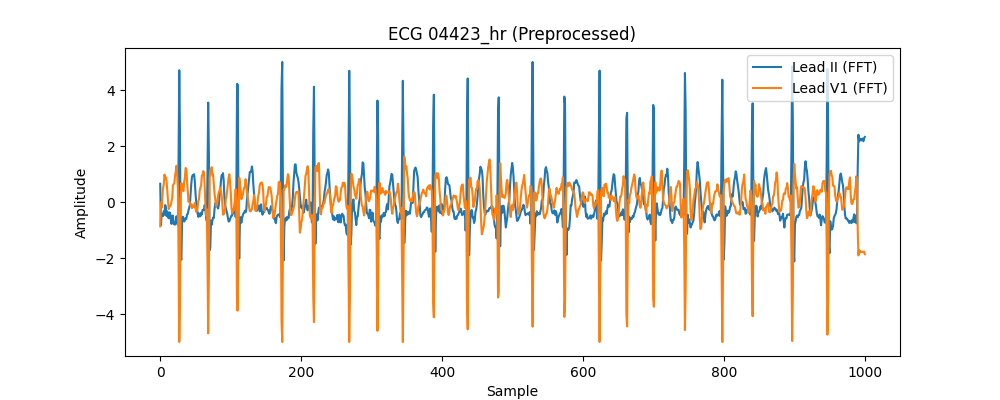 ECG 04423_hr (Preprocessed)
Lead II (FFT)
Lead V1 (FFT)
Amplitude
4
2
0
−2
−4
0 200 400 600 800 1000
Sample